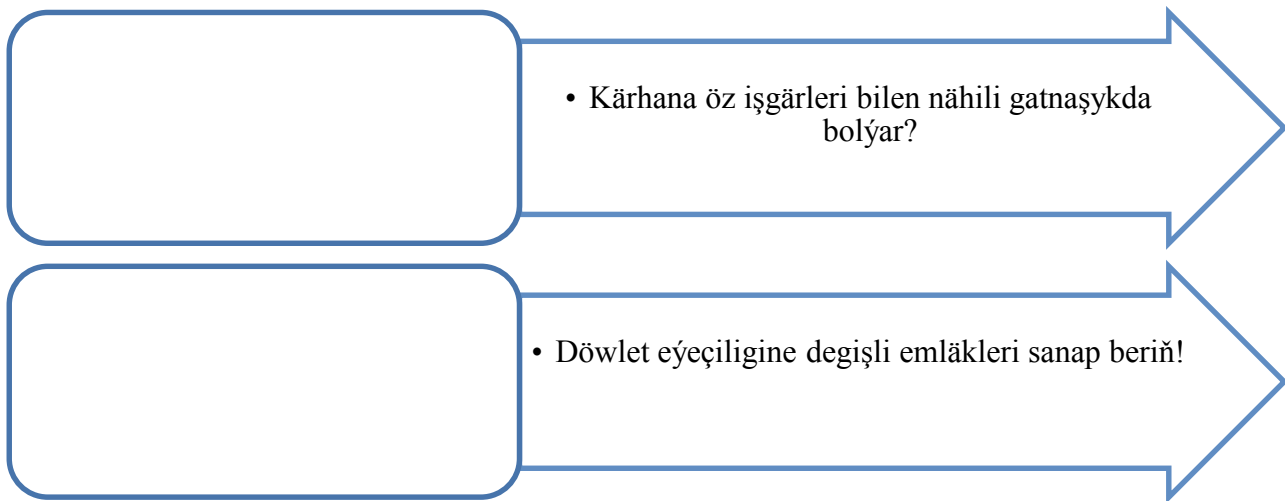 • Kärhana öz işgärleri bilen nähili gatnaşykda
bolýar?
• Döwlet eýeçiligine degişli emläkleri sanap beriň!